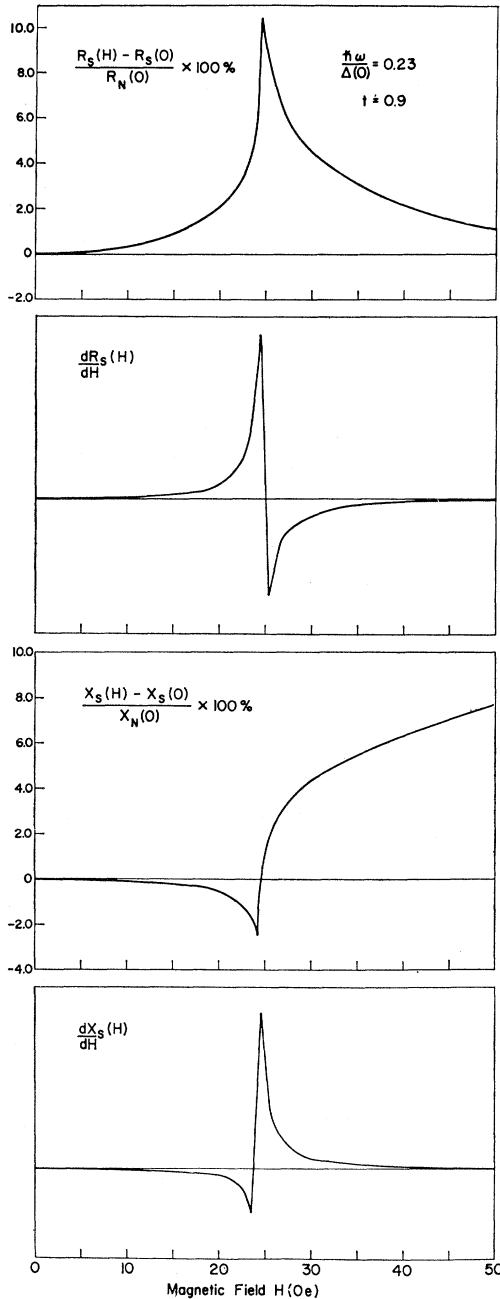 10.0
8.0
6.0
4.0
2.0
0
-2.0
R_S(H) - R_S(0)
R_N(0)
× 100 %
ħω
Δ(0)
= 0.23
t = 0.9
dR_S(H)
dH
10.0
8.0
6.0
4.0
2.0
0
-2.0
-4.0
X_S(H) - X_S(0)
X_N(0)
× 100 %
dX_S(H)
dH
0 10 20 30 40 50
Magnetic Field H (Oe)